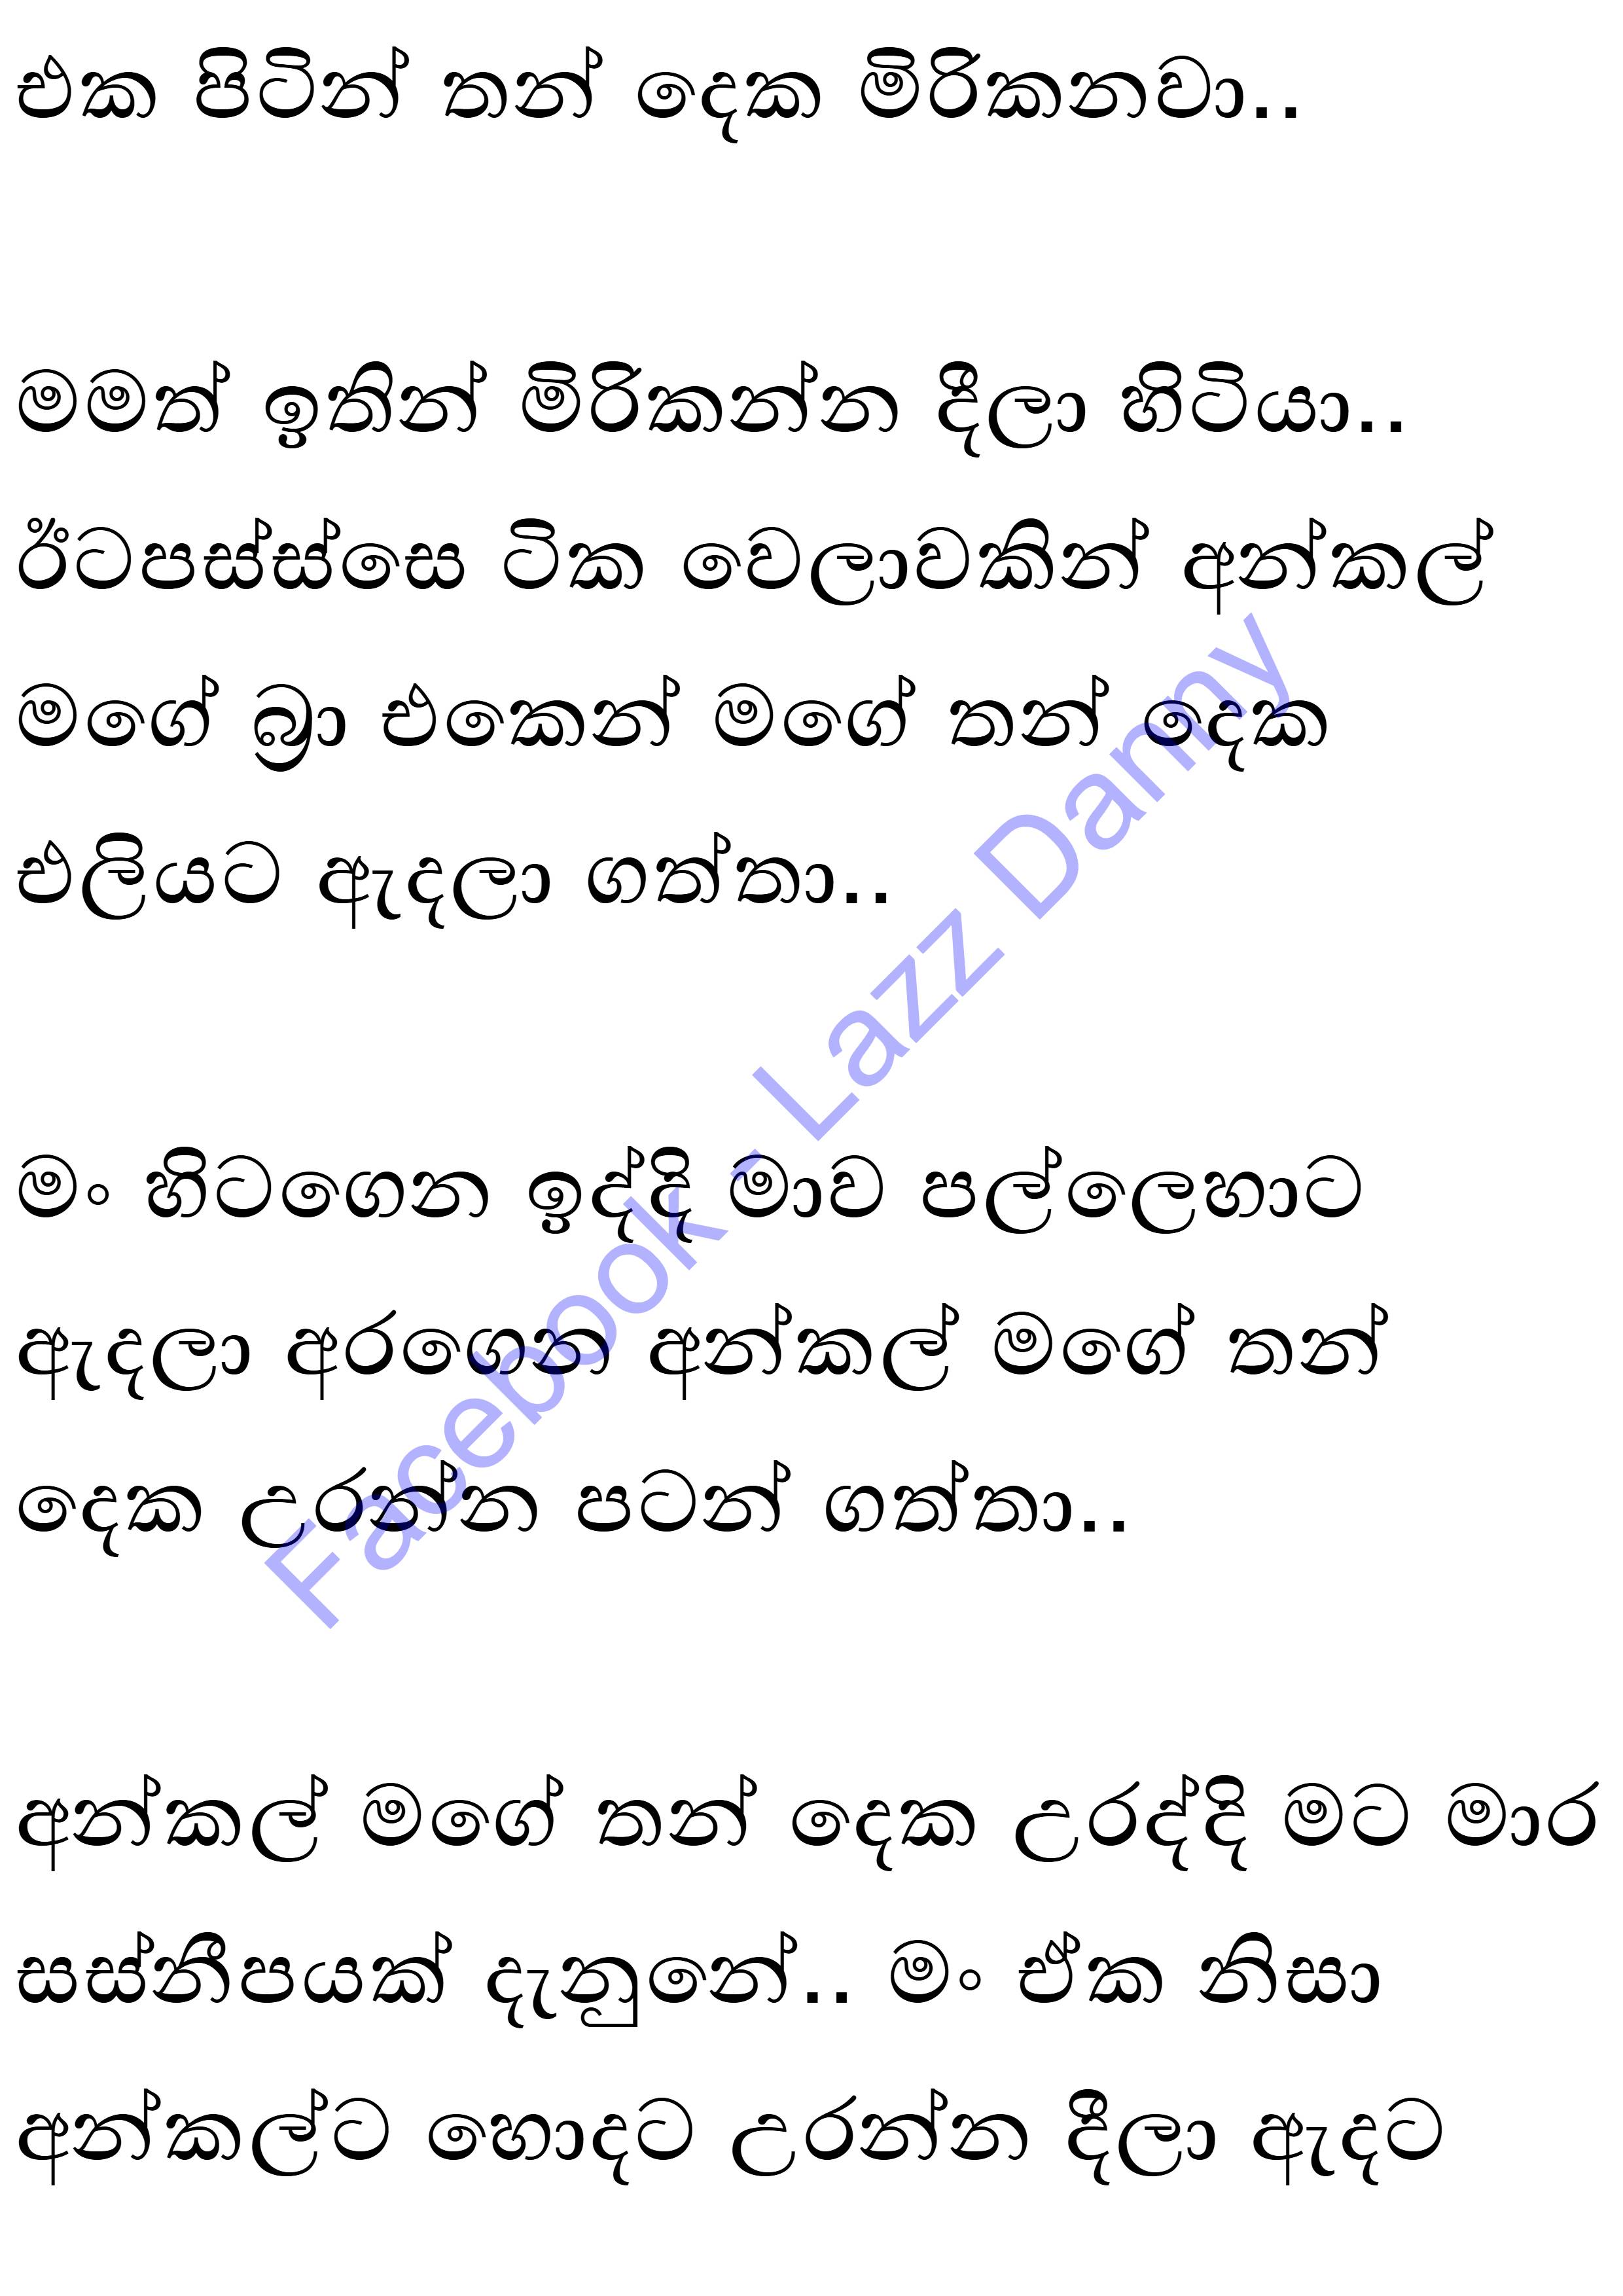 එක පිටින් තන් දෙක මිරිකනවා..
මමත් ඉතින් මිරිකන්න දීලා හිටියා..
ඊටපස්ස්සෙ ටික වෙලාවකින් අන්කල්
මගේ බ්‍රා එකෙන් මගේ තන් දෙක
එලියට ඇදලා ගත්තා..
මං හිටගෙන ඉද්දි මාව පල්ලෙහාට
ඇදලා අරගෙන අන්කල් මගේ තන්
දෙක උරන්න පටන් ගත්තා..
අන්කල් මගේ තන් දෙක උරද්දි මට මාර
සස්නීපයක් දැනුනේ.. මං ඒක නිසා
අන්කල්ට හොදට උරන්න දීලා ඇදට
Facebook - Lazz Danny